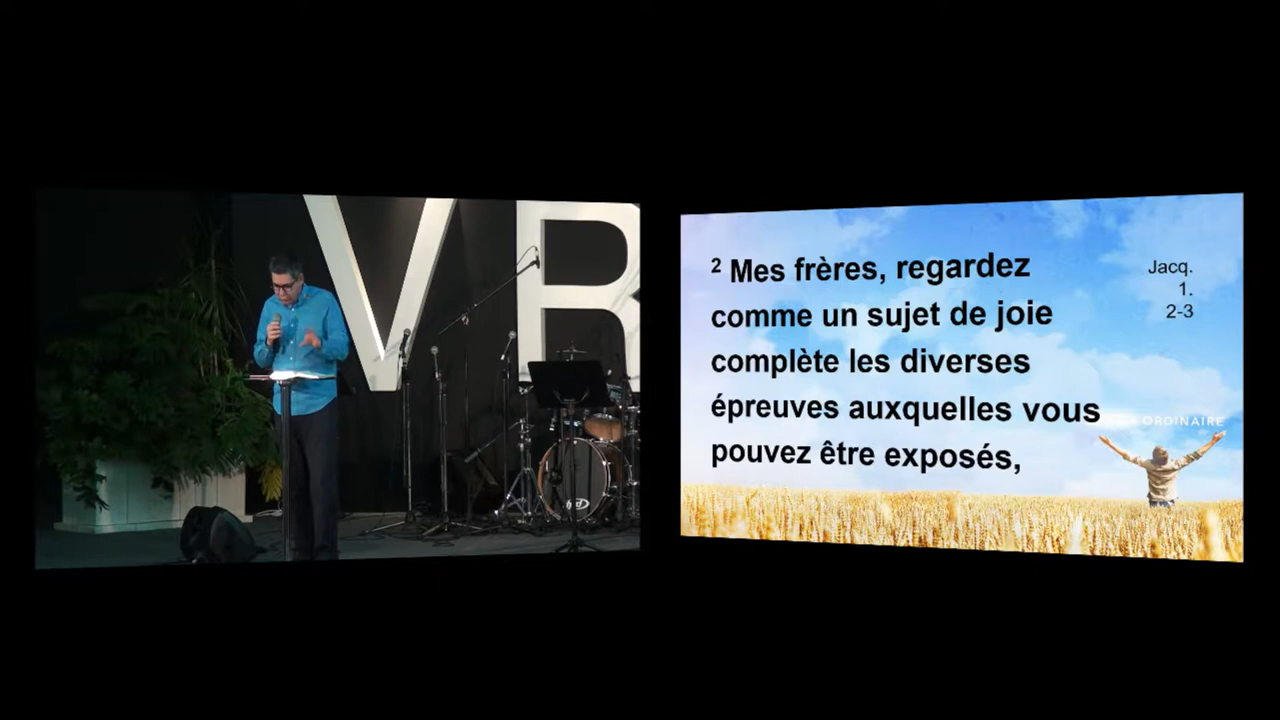 VR
² Mes frères, regardez
comme un sujet de joie
complète les diverses
épreuves auxquelles vous
pouvez être exposés,
Jacq.
1.
2-3
ORDINAIRE